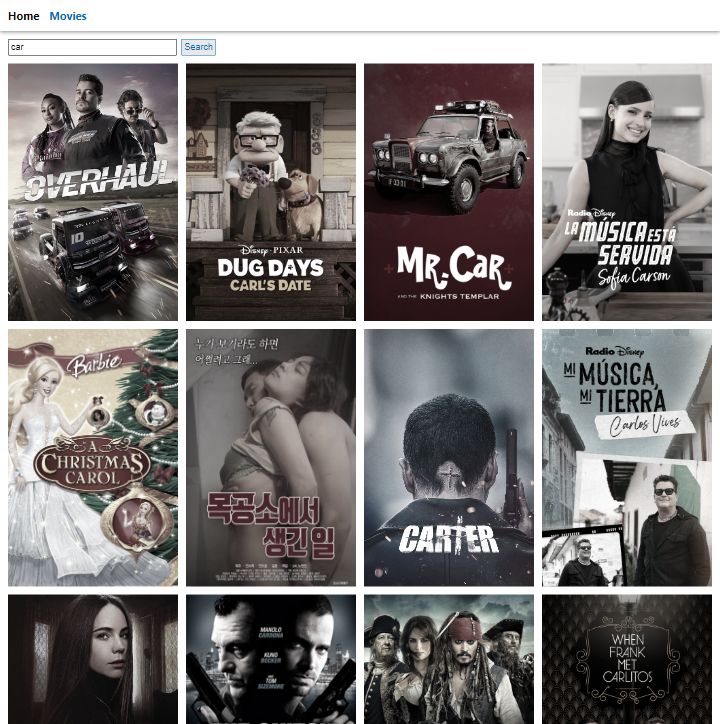 Home Movies
car Search
OVERHAUL
10
DISNEY · PIXAR
DUG DAYS
CARL'S DATE
MR. CAR
AND THE KNIGHTS TEMPLAR
Radio Disney
LA MÚSICA ESTÁ
SERVIDA
Sofía Carson
Barbie
A
CHRISTMAS
CAROL
누가 보기라도 하면
어쩔려고 그래...
목공소에서
생긴 일
CARTER
Radio Disney
MI MÚSICA,
MI TIERRA
Carlos Vives
MANOLO
CARDONA
KUNO
BECKER
AND
TOM
SIZEMORE
WHEN
FRANK
MET
CARLITOS